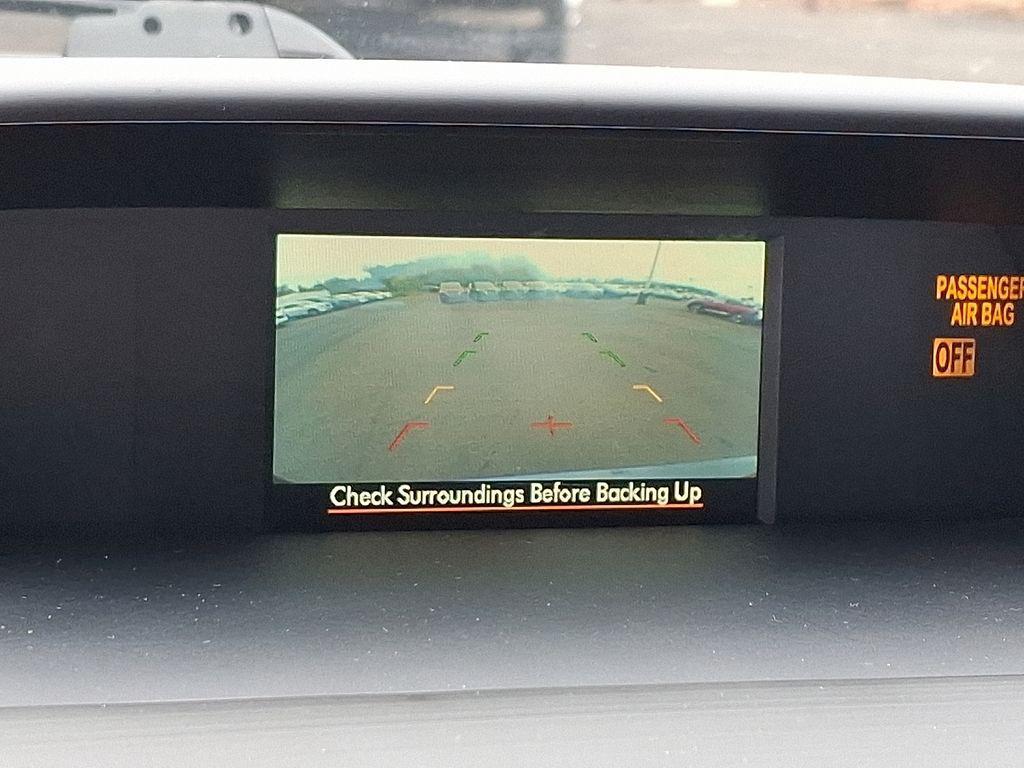 PASSENGER
AIR BAG
OFF
Check Surroundings Before Backing Up